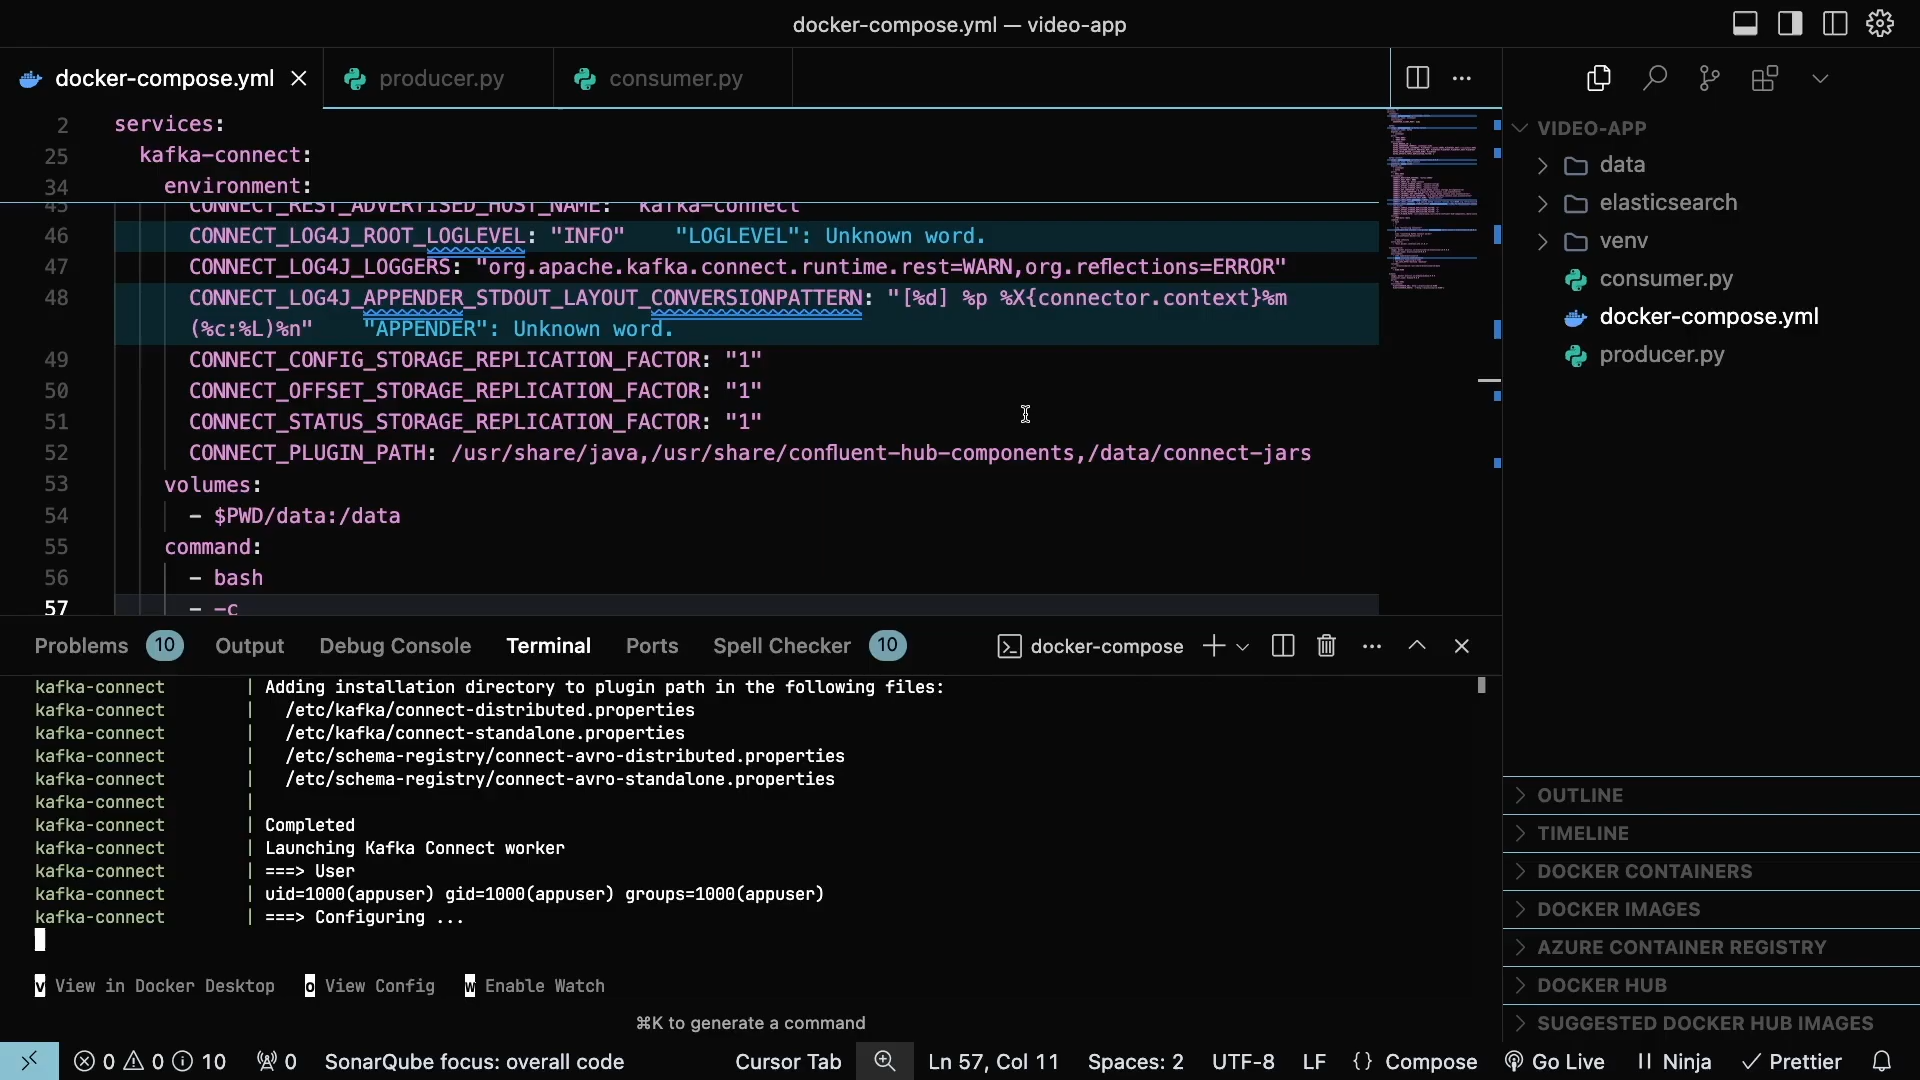 docker-compose.yml — video-app
docker-compose.yml
producer.py
consumer.py
2 services:
25 kafka-connect:
34 environment:
45 CONNECT_REST_ADVERTISED_HOST_NAME: "kafka-connect"
46 CONNECT_LOG4J_ROOT_LOGLEVEL: "INFO" "LOGLEVEL": Unknown word.
47 CONNECT_LOG4J_LOGGERS: "org.apache.kafka.connect.runtime.rest=WARN,org.reflections=ERROR"
48 CONNECT_LOG4J_APPENDER_STDOUT_LAYOUT_CONVERSIONPATTERN: "[%d] %p %X{connector.context}%m
(%c:%L)%n" "APPENDER": Unknown word.
49 CONNECT_CONFIG_STORAGE_REPLICATION_FACTOR: "1"
50 CONNECT_OFFSET_STORAGE_REPLICATION_FACTOR: "1"
51 CONNECT_STATUS_STORAGE_REPLICATION_FACTOR: "1"
52 CONNECT_PLUGIN_PATH: /usr/share/java,/usr/share/confluent-hub-components,/data/connect-jars
53 volumes:
54 - $PWD/data:/data
55 command:
56 - bash
57 - -c
Problems 10 Output Debug Console Terminal Ports Spell Checker 10 docker-compose
kafka-connect | Adding installation directory to plugin path in the following files:
kafka-connect | /etc/kafka/connect-distributed.properties
kafka-connect | /etc/kafka/connect-standalone.properties
kafka-connect | /etc/schema-registry/connect-avro-distributed.properties
kafka-connect | /etc/schema-registry/connect-avro-standalone.properties
kafka-connect |
kafka-connect | Completed
kafka-connect | Launching Kafka Connect worker
kafka-connect | ===> User
kafka-connect | uid=1000(appuser) gid=1000(appuser) groups=1000(appuser)
kafka-connect | ===> Configuring ...
v View in Docker Desktop o View Config w Enable Watch
⌘K to generate a command
VIDEO-APP
data
elasticsearch
venv
consumer.py
docker-compose.yml
producer.py
OUTLINE
TIMELINE
DOCKER CONTAINERS
DOCKER IMAGES
AZURE CONTAINER REGISTRY
DOCKER HUB
SUGGESTED DOCKER HUB IMAGES
0 0 10 0 SonarQube focus: overall code Cursor Tab Ln 57, Col 11 Spaces: 2 UTF-8 LF {} Compose Go Live Ninja Prettier